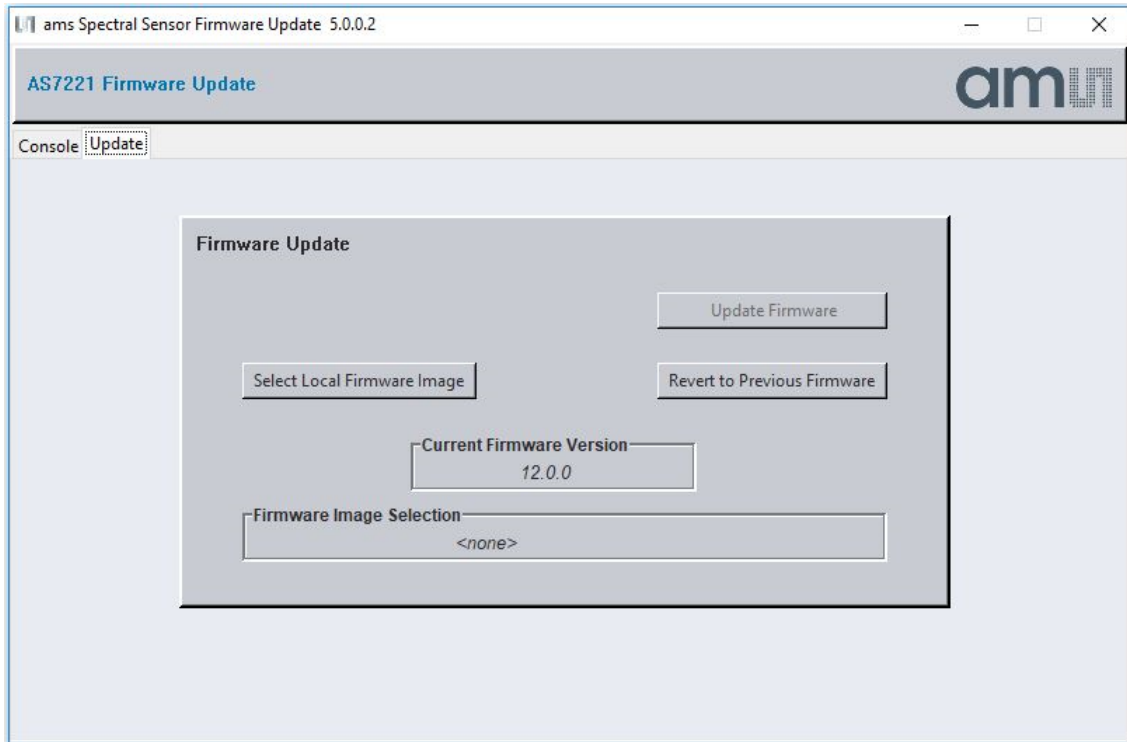 ams Spectral Sensor Firmware Update 5.0.0.2
AS7221 Firmware Update
am
Console Update
Firmware Update
Update Firmware
Select Local Firmware Image Revert to Previous Firmware
Current Firmware Version
12.0.0
Firmware Image Selection
<none>